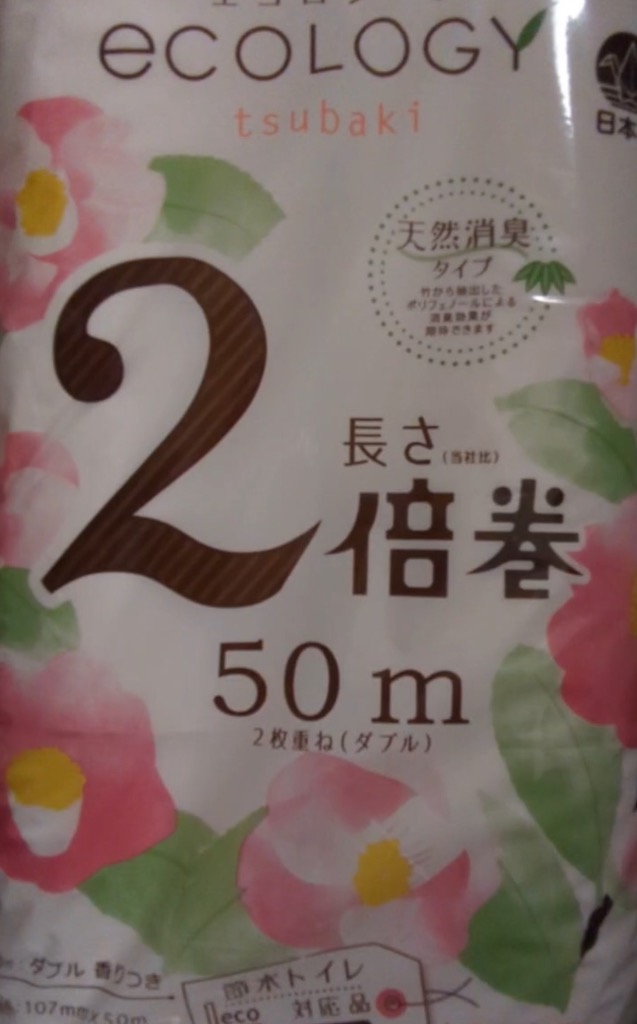 ecoLOGY
tsubaki
日本
天然消臭
タイプ
竹から抽出した
ポリフェノールによる
消臭効果が
期待できます
長さ(当社比)
2倍巻
50m
2枚重ね(ダブル)
ダブル 香りつき
107mm×50m
節水トイレ
eco 対応品